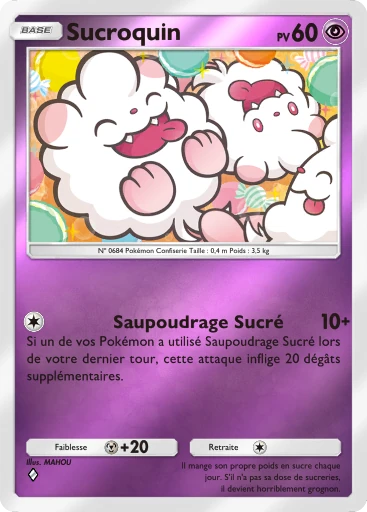 BASE
Sucroquin
PV 60
N° 0684 Pokémon Confiserie Taille : 0,4 m Poids : 3,5 kg
Saupoudrage Sucré 10+
Si un de vos Pokémon a utilisé Saupoudrage Sucré lors
de votre dernier tour, cette attaque inflige 20 dégâts
supplémentaires.
Faiblesse +20
Retraite
Illus. MAHOU
Il mange son propre poids en sucre chaque
jour. S'il n'a pas sa dose de sucreries,
il devient horriblement grognon.